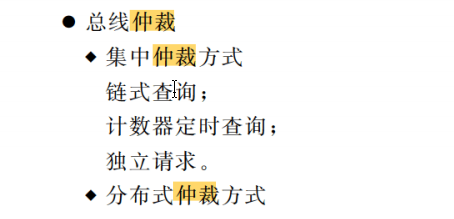 ● 总线仲裁
◆ 集中仲裁方式
链式查询；
计数器定时查询；
独立请求。
◆ 分布式仲裁方式